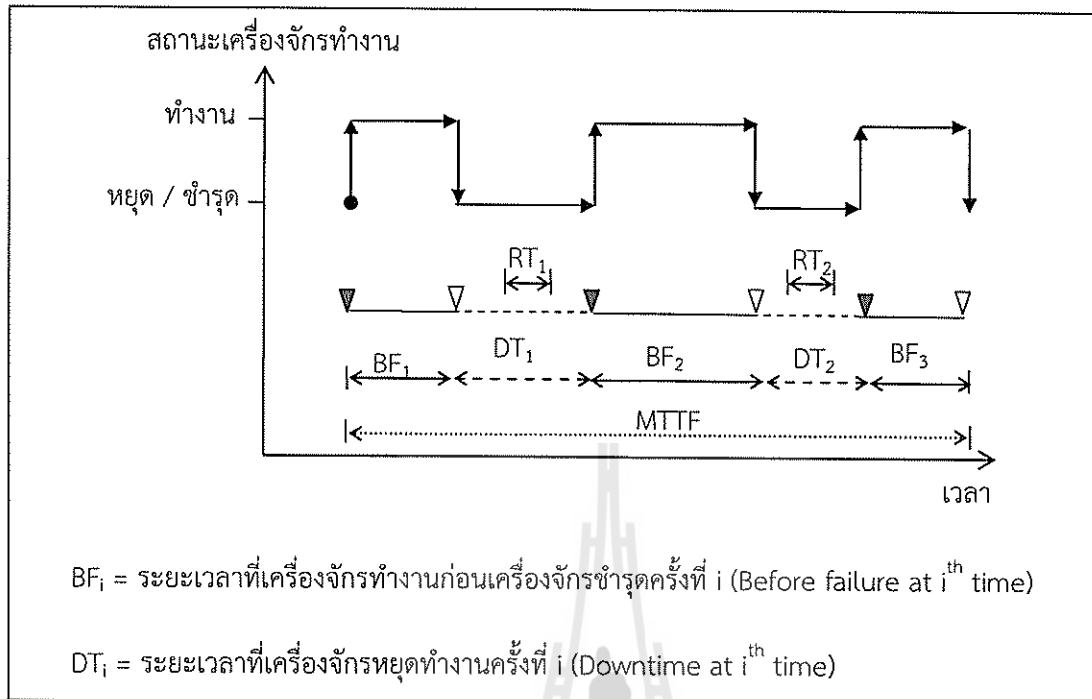 สถานะเครื่องจักรทำงาน
ทำงาน
หยุด / ชำรุด
RT₁ RT₂
BF₁ DT₁ BF₂ DT₂ BF₃
MTTF
เวลา
BFᵢ = ระยะเวลาที่เครื่องจักรทำงานก่อนเครื่องจักรชำรุดครั้งที่ i (Before failure at iᵗʰ time)
DTᵢ = ระยะเวลาที่เครื่องจักรหยุดทำงานครั้งที่ i (Downtime at iᵗʰ time)